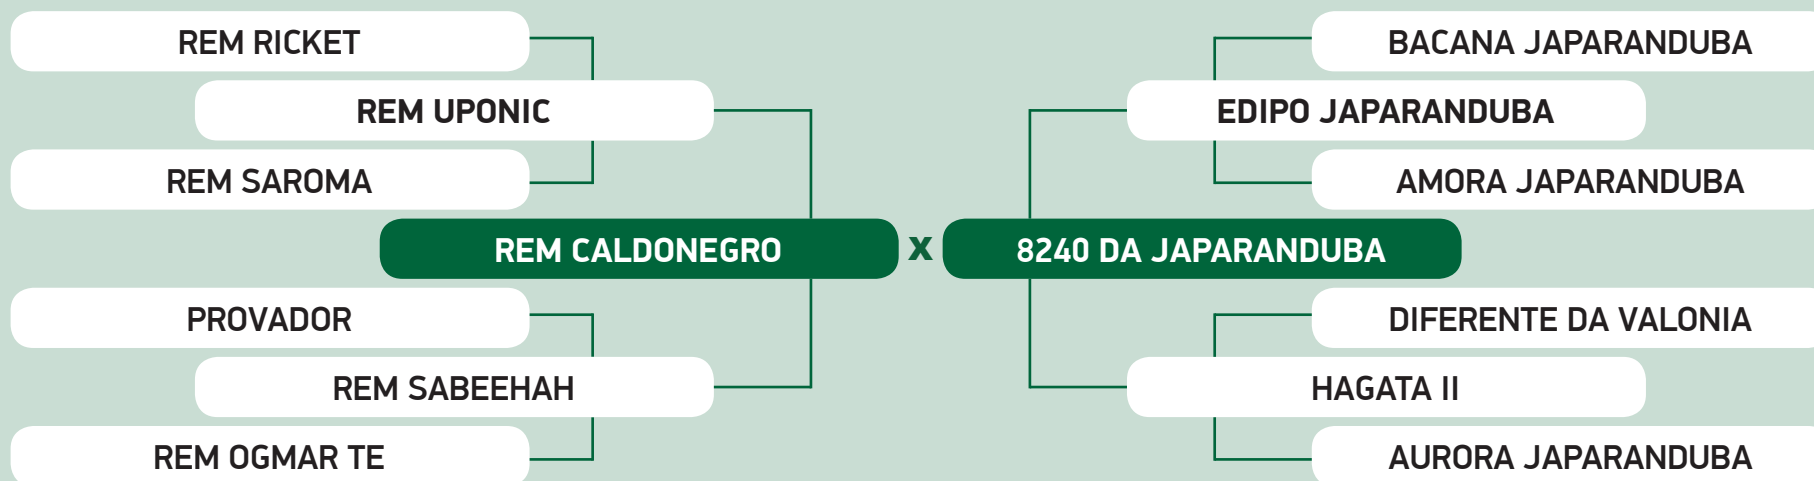 REM RICKET
BACANA JAPARANDUBA
REM UPONIC
EDIPO JAPARANDUBA
REM SAROMA
AMORA JAPARANDUBA
REM CALDONEGRO X 8240 DA JAPARANDUBA
PROVADOR
DIFERENTE DA VALONIA
REM SABEEHAH
HAGATA II
REM OGMAR TE
AURORA JAPARANDUBA